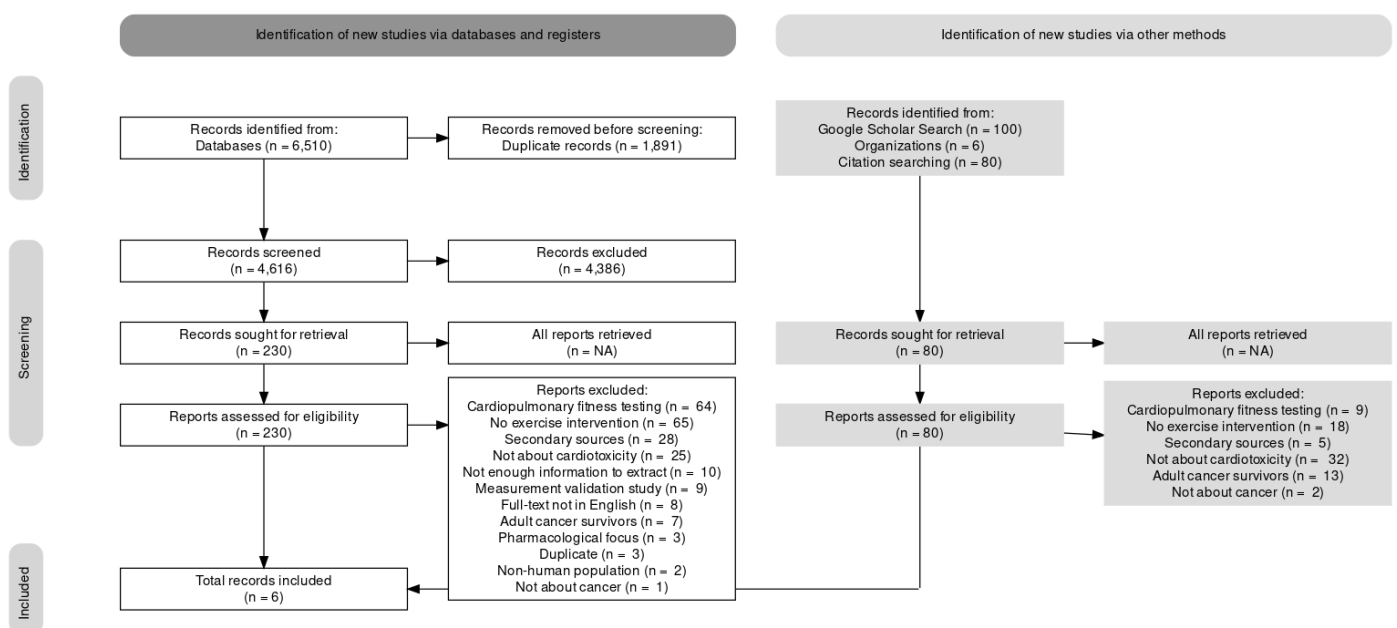 Identification of new studies via databases and registers
Identification of new studies via other methods
Identification
Records identified from:
Databases (n = 6,510)
Records removed before screening:
Duplicate records (n = 1,891)
Records identified from:
Google Scholar Search (n = 100)
Organizations (n = 6)
Citation searching (n = 80)
Screening
Records screened
(n = 4,616)
Records excluded
(n = 4,386)
Records sought for retrieval
(n = 230)
All reports retrieved
(n = NA)
Records sought for retrieval
(n = 80)
All reports retrieved
(n = NA)
Reports assessed for eligibility
(n = 230)
Reports excluded:
Cardiopulmonary fitness testing (n = 64)
No exercise intervention (n = 65)
Secondary sources (n = 28)
Not about cardiotoxicity (n = 25)
Not enough information to extract (n = 10)
Measurement validation study (n = 9)
Full-text not in English (n = 8)
Adult cancer survivors (n = 7)
Pharmacological focus (n = 3)
Duplicate (n = 3)
Non-human population (n = 2)
Not about cancer (n = 1)
Reports assessed for eligibility
(n = 80)
Reports excluded:
Cardiopulmonary fitness testing (n = 9)
No exercise intervention (n = 18)
Secondary sources (n = 5)
Not about cardiotoxicity (n = 32)
Adult cancer survivors (n = 13)
Not about cancer (n = 2)
Included
Total records included
(n = 6)